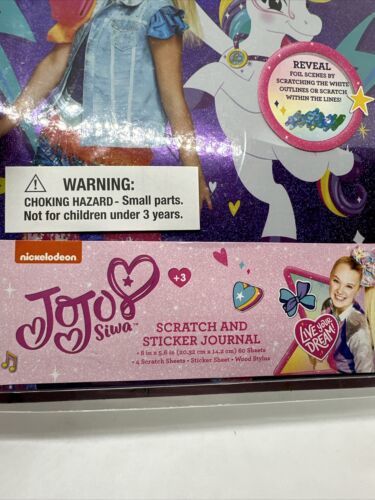 REVEAL
FOIL SCENES BY
SCRATCHING THE WHITE
OUTLINES OR SCRATCH
WITHIN THE LINES!
WARNING:
CHOKING HAZARD - Small parts.
Not for children under 3 years.
nickelodeon
JOJO
Siwa™
+3
SCRATCH AND
STICKER JOURNAL
• 8 in x 5.6 in (20.32 cm x 14.2 cm) 60 Sheets
• 4 Scratch Sheets • Sticker Sheet • Wood Stylus
LIVE YOUR
DREAM!